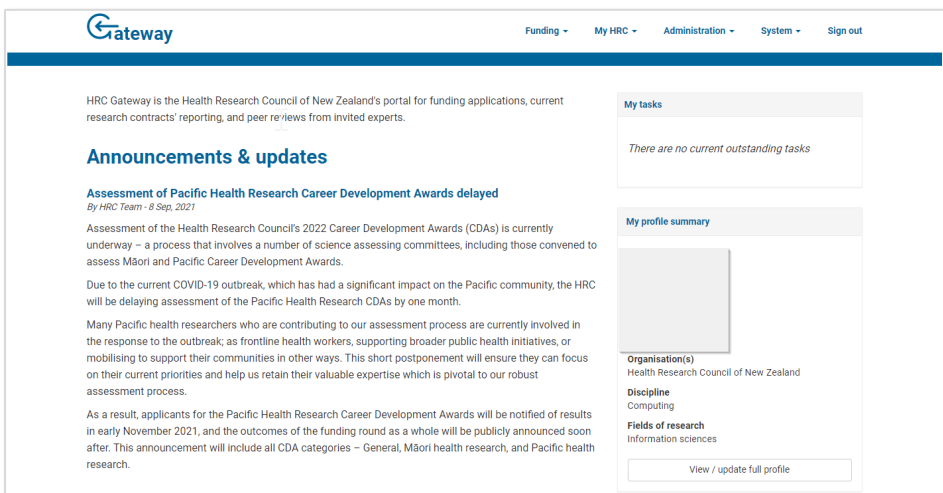 Gateway
Funding
My HRC
Administration
System
Sign out
HRC Gateway is the Health Research Council of New Zealand's portal for funding applications, current
research contracts' reporting, and peer reviews from invited experts.
Announcements & updates
Assessment of Pacific Health Research Career Development Awards delayed
By HRC Team - 8 Sep, 2021
Assessment of the Health Research Council's 2022 Career Development Awards (CDAs) is currently
underway – a process that involves a number of science assessing committees, including those convened to
assess Māori and Pacific Career Development Awards.
Due to the current COVID-19 outbreak, which has had a significant impact on the Pacific community, the HRC
will be delaying assessment of the Pacific Health Research CDAs by one month.
Many Pacific health researchers who are contributing to our assessment process are currently involved in
the response to the outbreak; as frontline health workers, supporting broader public health initiatives, or
mobilising to support their communities in other ways. This short postponement will ensure they can focus
on their current priorities and help us retain their valuable expertise which is pivotal to our robust
assessment process.
As a result, applicants for the Pacific Health Research Career Development Awards will be notified of results
in early November 2021, and the outcomes of the funding round as a whole will be publicly announced soon
after. This announcement will include all CDA categories – General, Māori health research, and Pacific health
research.
My tasks
There are no current outstanding tasks
My profile summary
Organisation(s)
Health Research Council of New Zealand
Discipline
Computing
Fields of research
Information sciences
View / update full profile